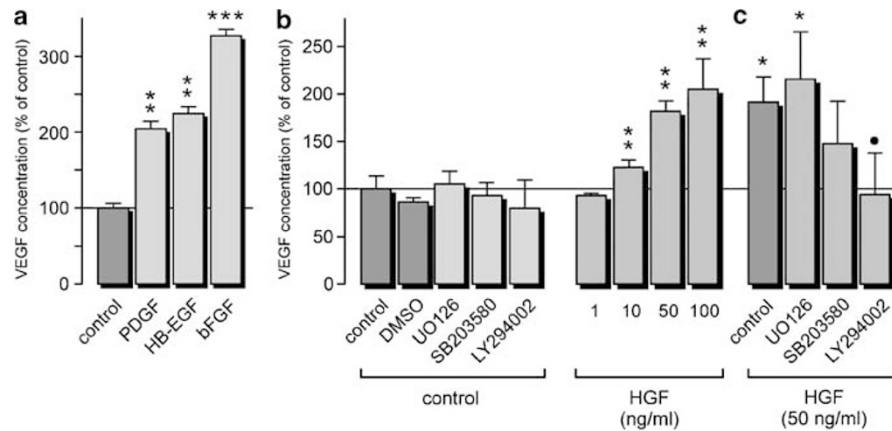 a
VEGF concentration (% of control)
300
200
100
0
***
**
**
control
PDGF
HB-EGF
bFGF
b
VEGF concentration (% of control)
250
200
150
100
50
0
**
**
**
control
DMSO
UO126
SB203580
LY294002
control
1
10
50
100
HGF
(ng/ml)
c
*
*
•
control
UO126
SB203580
LY294002
HGF
(50 ng/ml)